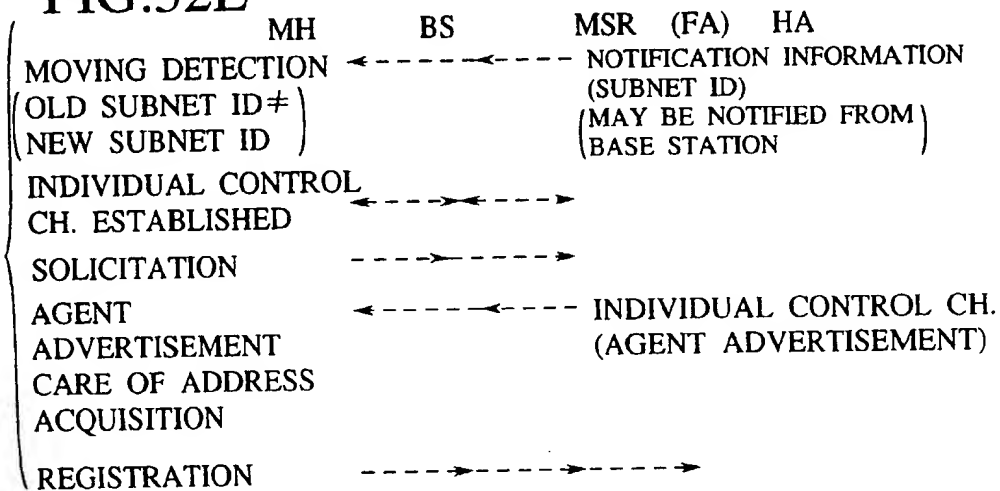 FIG.52E
MH BS MSR (FA) HA
MOVING DETECTION NOTIFICATION INFORMATION
(OLD SUBNET ID≠ (SUBNET ID)
NEW SUBNET ID) (MAY BE NOTIFIED FROM
BASE STATION)
INDIVIDUAL CONTROL
CH. ESTABLISHED
SOLICITATION
AGENT INDIVIDUAL CONTROL CH.
ADVERTISEMENT (AGENT ADVERTISEMENT)
CARE OF ADDRESS
ACQUISITION
REGISTRATION